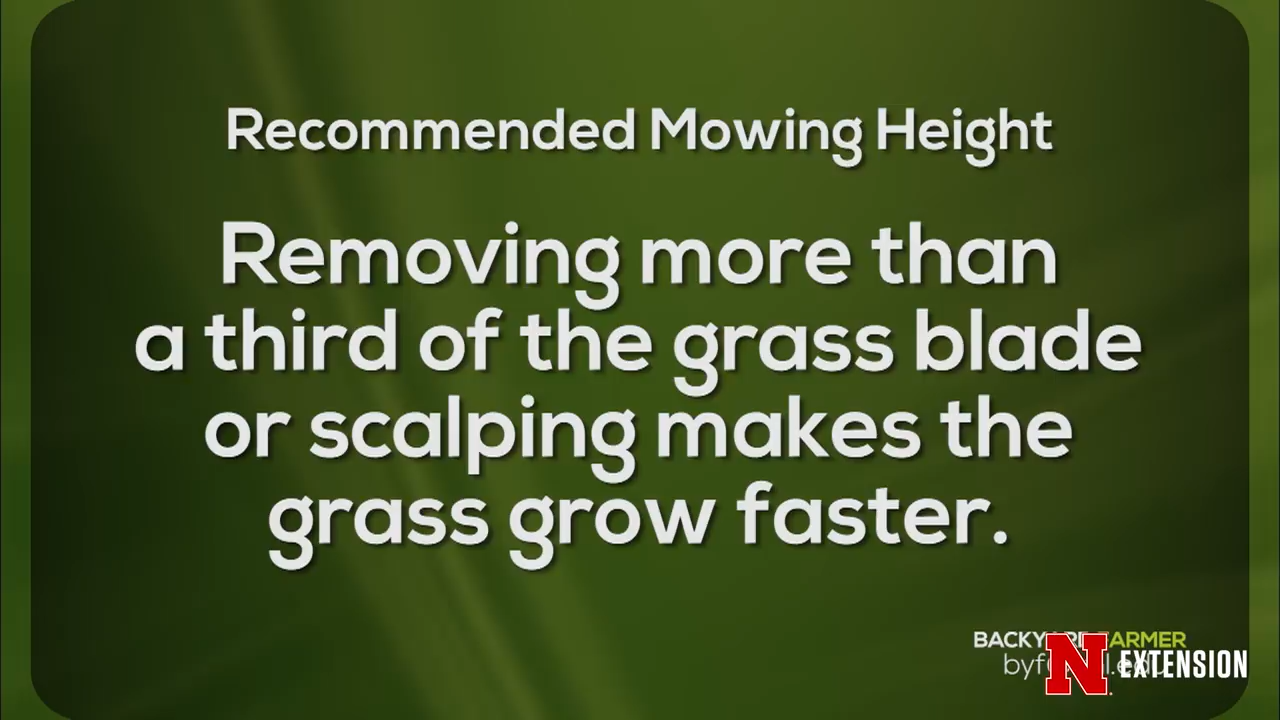 Recommended Mowing Height
Removing more than
a third of the grass blade
or scalping makes the
grass grow faster.
N EXTENSION